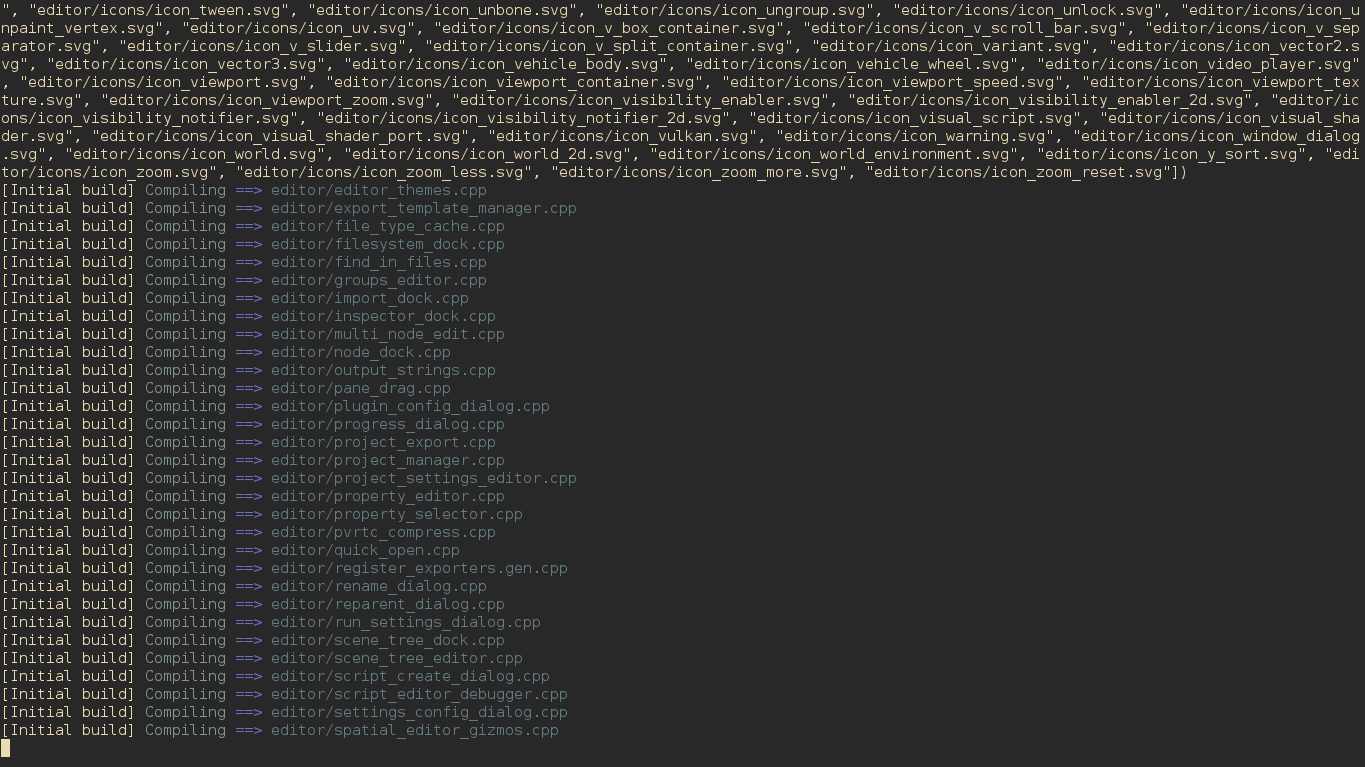 ", "editor/icons/icon_tween.svg", "editor/icons/icon_unbone.svg", "editor/icons/icon_ungroup.svg", "editor/icons/icon_unlock.svg", "editor/icons/icon_u
npaint_vertex.svg", "editor/icons/icon_uv.svg", "editor/icons/icon_v_box_container.svg", "editor/icons/icon_v_scroll_bar.svg", "editor/icons/icon_v_sep
arator.svg", "editor/icons/icon_v_slider.svg", "editor/icons/icon_v_split_container.svg", "editor/icons/icon_variant.svg", "editor/icons/icon_vector2.s
vg", "editor/icons/icon_vector3.svg", "editor/icons/icon_vehicle_body.svg", "editor/icons/icon_vehicle_wheel.svg", "editor/icons/icon_video_player.svg"
, "editor/icons/icon_viewport.svg", "editor/icons/icon_viewport_container.svg", "editor/icons/icon_viewport_speed.svg", "editor/icons/icon_viewport_tex
ture.svg", "editor/icons/icon_viewport_zoom.svg", "editor/icons/icon_visibility_enabler.svg", "editor/icons/icon_visibility_enabler_2d.svg", "editor/ic
ons/icon_visibility_notifier.svg", "editor/icons/icon_visibility_notifier_2d.svg", "editor/icons/icon_visual_script.svg", "editor/icons/icon_visual_sha
der.svg", "editor/icons/icon_visual_shader_port.svg", "editor/icons/icon_vulkan.svg", "editor/icons/icon_warning.svg", "editor/icons/icon_window_dialog
.svg", "editor/icons/icon_world.svg", "editor/icons/icon_world_2d.svg", "editor/icons/icon_world_environment.svg", "editor/icons/icon_y_sort.svg", "edi
tor/icons/icon_zoom.svg", "editor/icons/icon_zoom_less.svg", "editor/icons/icon_zoom_more.svg", "editor/icons/icon_zoom_reset.svg"])
[Initial build] Compiling ==> editor/editor_themes.cpp
[Initial build] Compiling ==> editor/export_template_manager.cpp
[Initial build] Compiling ==> editor/file_type_cache.cpp
[Initial build] Compiling ==> editor/filesystem_dock.cpp
[Initial build] Compiling ==> editor/find_in_files.cpp
[Initial build] Compiling ==> editor/groups_editor.cpp
[Initial build] Compiling ==> editor/import_dock.cpp
[Initial build] Compiling ==> editor/inspector_dock.cpp
[Initial build] Compiling ==> editor/multi_node_edit.cpp
[Initial build] Compiling ==> editor/node_dock.cpp
[Initial build] Compiling ==> editor/output_strings.cpp
[Initial build] Compiling ==> editor/pane_drag.cpp
[Initial build] Compiling ==> editor/plugin_config_dialog.cpp
[Initial build] Compiling ==> editor/progress_dialog.cpp
[Initial build] Compiling ==> editor/project_export.cpp
[Initial build] Compiling ==> editor/project_manager.cpp
[Initial build] Compiling ==> editor/project_settings_editor.cpp
[Initial build] Compiling ==> editor/property_editor.cpp
[Initial build] Compiling ==> editor/property_selector.cpp
[Initial build] Compiling ==> editor/pvrtc_compress.cpp
[Initial build] Compiling ==> editor/quick_open.cpp
[Initial build] Compiling ==> editor/register_exporters.gen.cpp
[Initial build] Compiling ==> editor/rename_dialog.cpp
[Initial build] Compiling ==> editor/reparent_dialog.cpp
[Initial build] Compiling ==> editor/run_settings_dialog.cpp
[Initial build] Compiling ==> editor/scene_tree_dock.cpp
[Initial build] Compiling ==> editor/scene_tree_editor.cpp
[Initial build] Compiling ==> editor/script_create_dialog.cpp
[Initial build] Compiling ==> editor/script_editor_debugger.cpp
[Initial build] Compiling ==> editor/settings_config_dialog.cpp
[Initial build] Compiling ==> editor/spatial_editor_gizmos.cpp